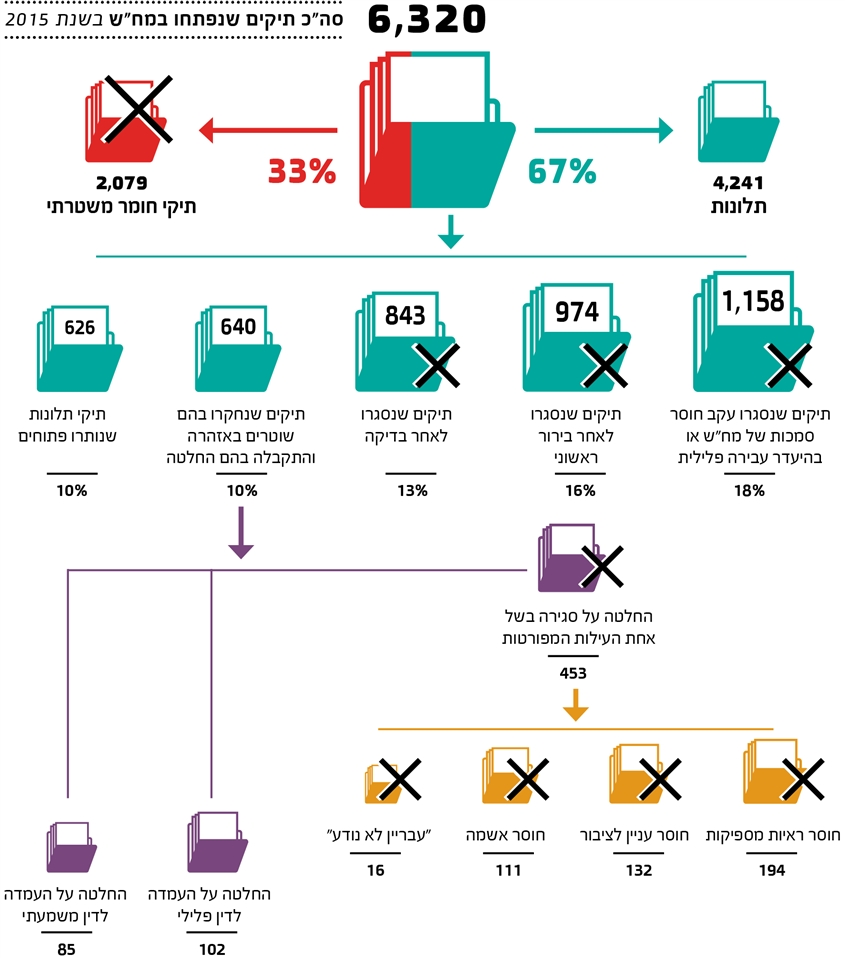 סה"כ תיקים שנפתחו במח"ש בשנת 2015
6,320
67%
33%
4,241
תלונות
2,079
תיקי חומר משטרתי
1,158
תיקים שנסגרו עקב חוסר
סמכות של מח"ש או
בהיעדר עבירה פלילית
18%
974
תיקים שנסגרו
לאחר בירור
ראשוני
16%
843
תיקים שנסגרו
לאחר בדיקה
13%
640
תיקים שנחקרו בהם
שוטרים באזהרה
והתקבלה בהם החלטה
10%
626
תיקי תלונות
שנותרו פתוחים
10%
החלטה על סגירה בשל
אחת העילות המפורטות
453
חוסר ראיות מספיקות
194
חוסר עניין לציבור
132
חוסר אשמה
111
"עבריין לא נודע"
16
החלטה על העמדה
לדין פלילי
102
החלטה על העמדה
לדין משמעתי
85